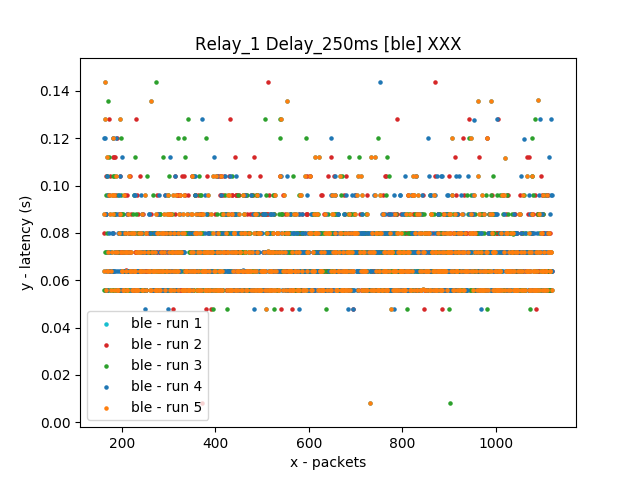 Relay_1 Delay_250ms [ble] XXX
0.14
0.12
0.10
0.08
0.06
0.04
0.02
0.00
y - latency (s)
ble - run 1
ble - run 2
ble - run 3
ble - run 4
ble - run 5
200 400 600 800 1000
x - packets